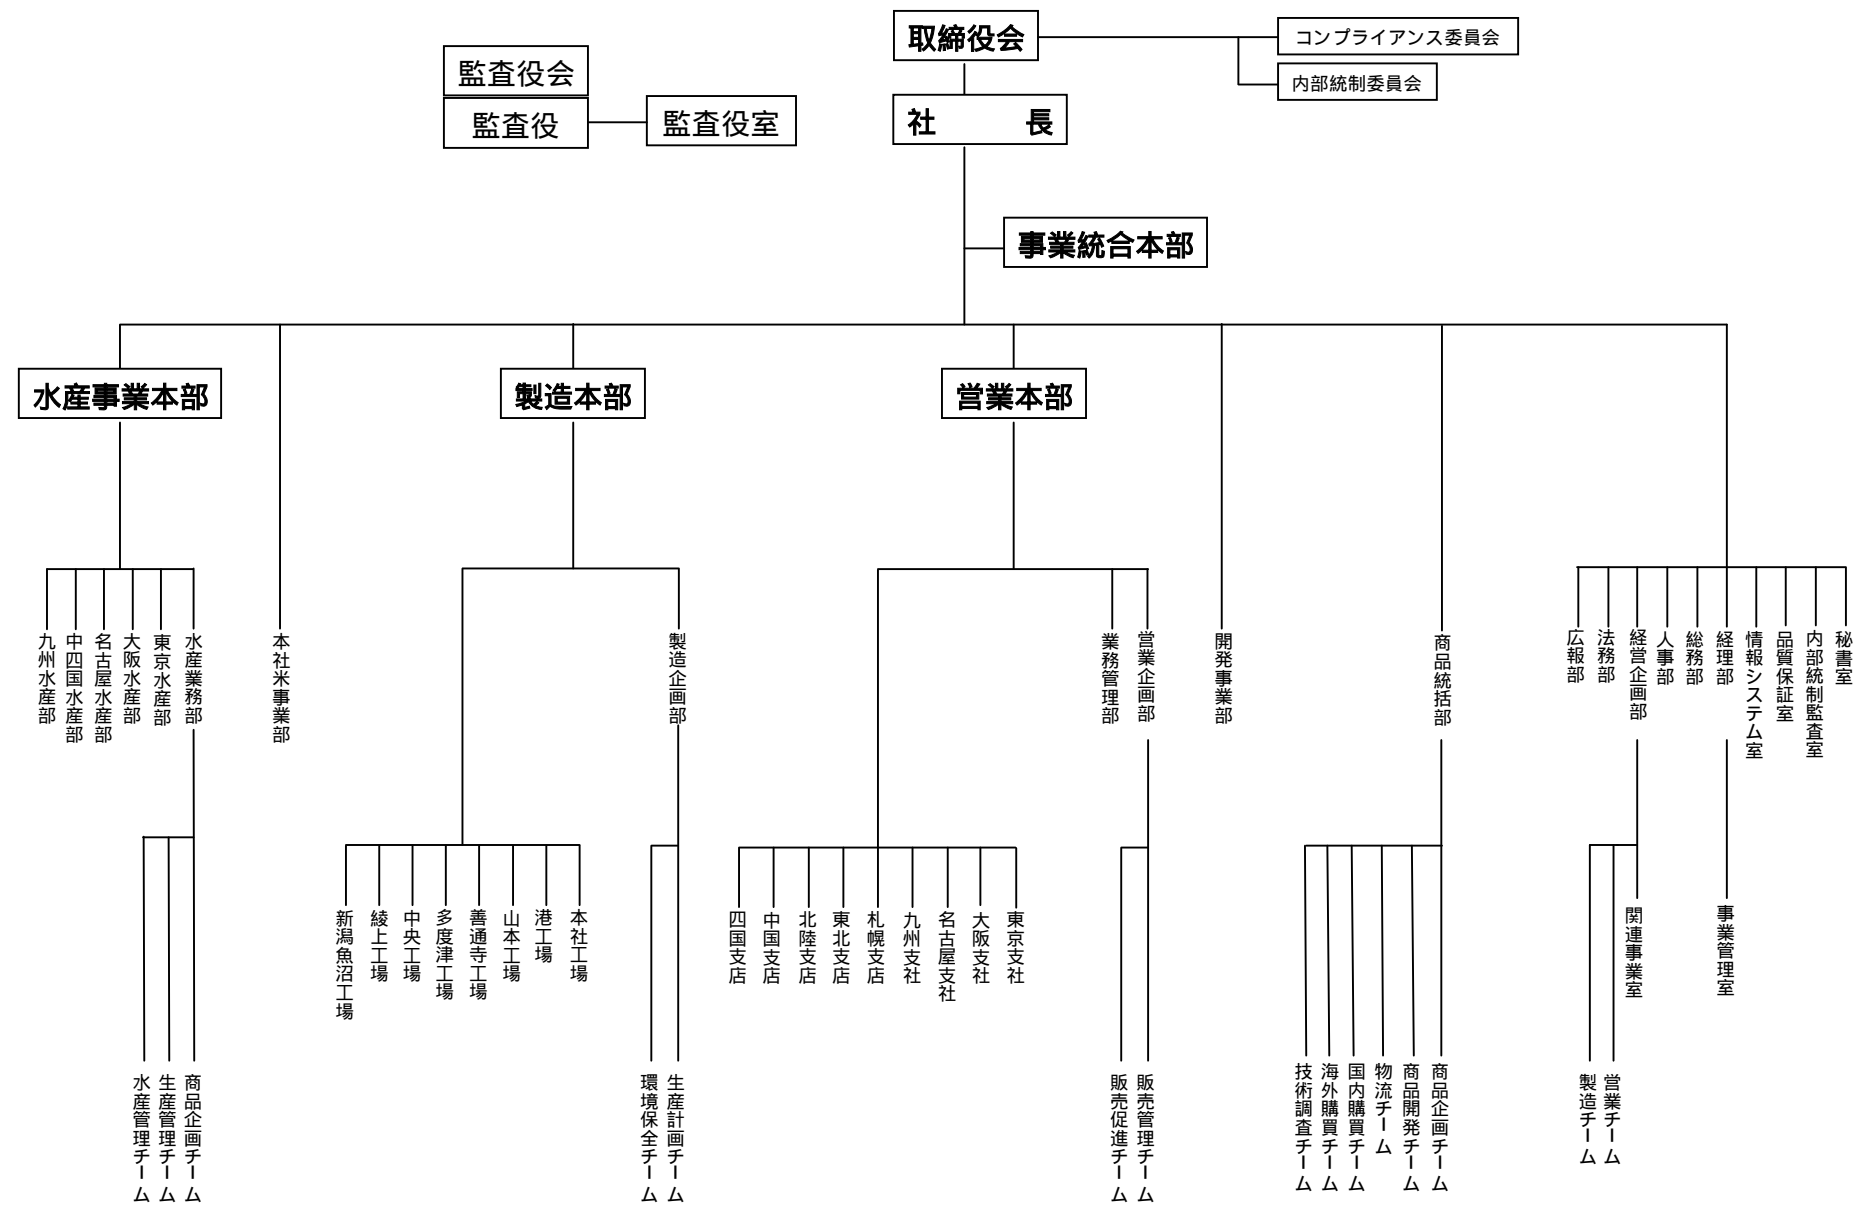 取締役会
コンプライアンス委員会
内部統制委員会
監査役会
監査役
監査役室
社　　長
事業統合本部
水産事業本部
製造本部
営業本部
九州水産部
中四国水産部
名古屋水産部
大阪水産部
東京水産部
水産業務部
本社米事業部
製造企画部
業務管理部
営業企画部
開発事業部
商品統括部
広報部
法務部
経営企画部
人事部
総務部
経理部
情報システム室
品質保証室
内部統制監査室
秘書室
新潟魚沼工場
綾上工場
中央工場
多度津工場
善通寺工場
山本工場
港工場
本社工場
四国支店
中国支店
北陸支店
東北支店
札幌支店
九州支社
名古屋支社
大阪支社
東京支社
関連事業室
事業管理室
水産管理チーム
生産管理チーム
商品企画チーム
環境保全チーム
生産計画チーム
販売促進チーム
販売管理チーム
技術調査チーム
海外購買チーム
国内購買チーム
物流チーム
商品開発チーム
商品企画チーム
製造チーム
営業チーム